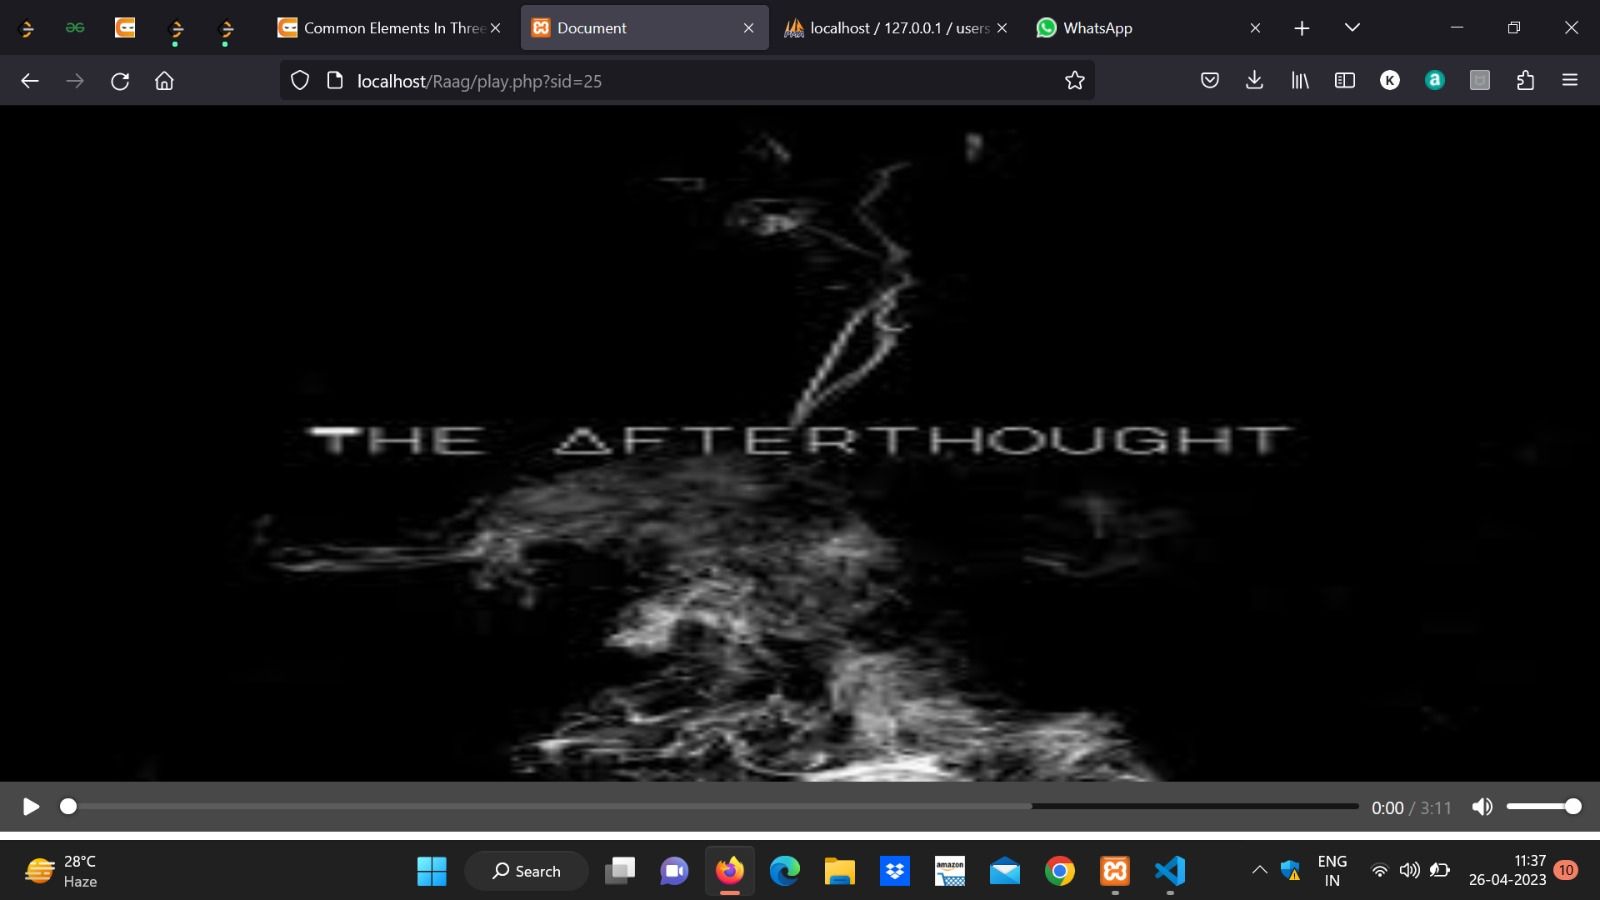 Common Elements In Three
Document
localhost / 127.0.0.1 / users
WhatsApp
localhost/Raag/play.php?sid=25
THE AFTERTHOUGHT
0:00 / 3:11
28°C
Haze
Search
amazon
ENG
IN
11:37
26-04-2023
10